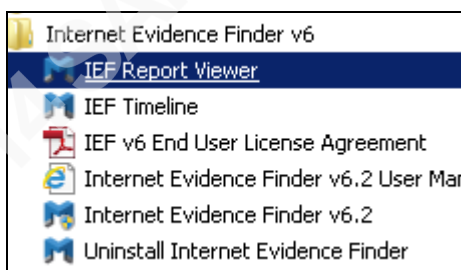 Internet Evidence Finder v6
IEF Report Viewer
IEF Timeline
IEF v6 End User License Agreement
Internet Evidence Finder v6.2 User Mar
Internet Evidence Finder v6.2
Uninstall Internet Evidence Finder